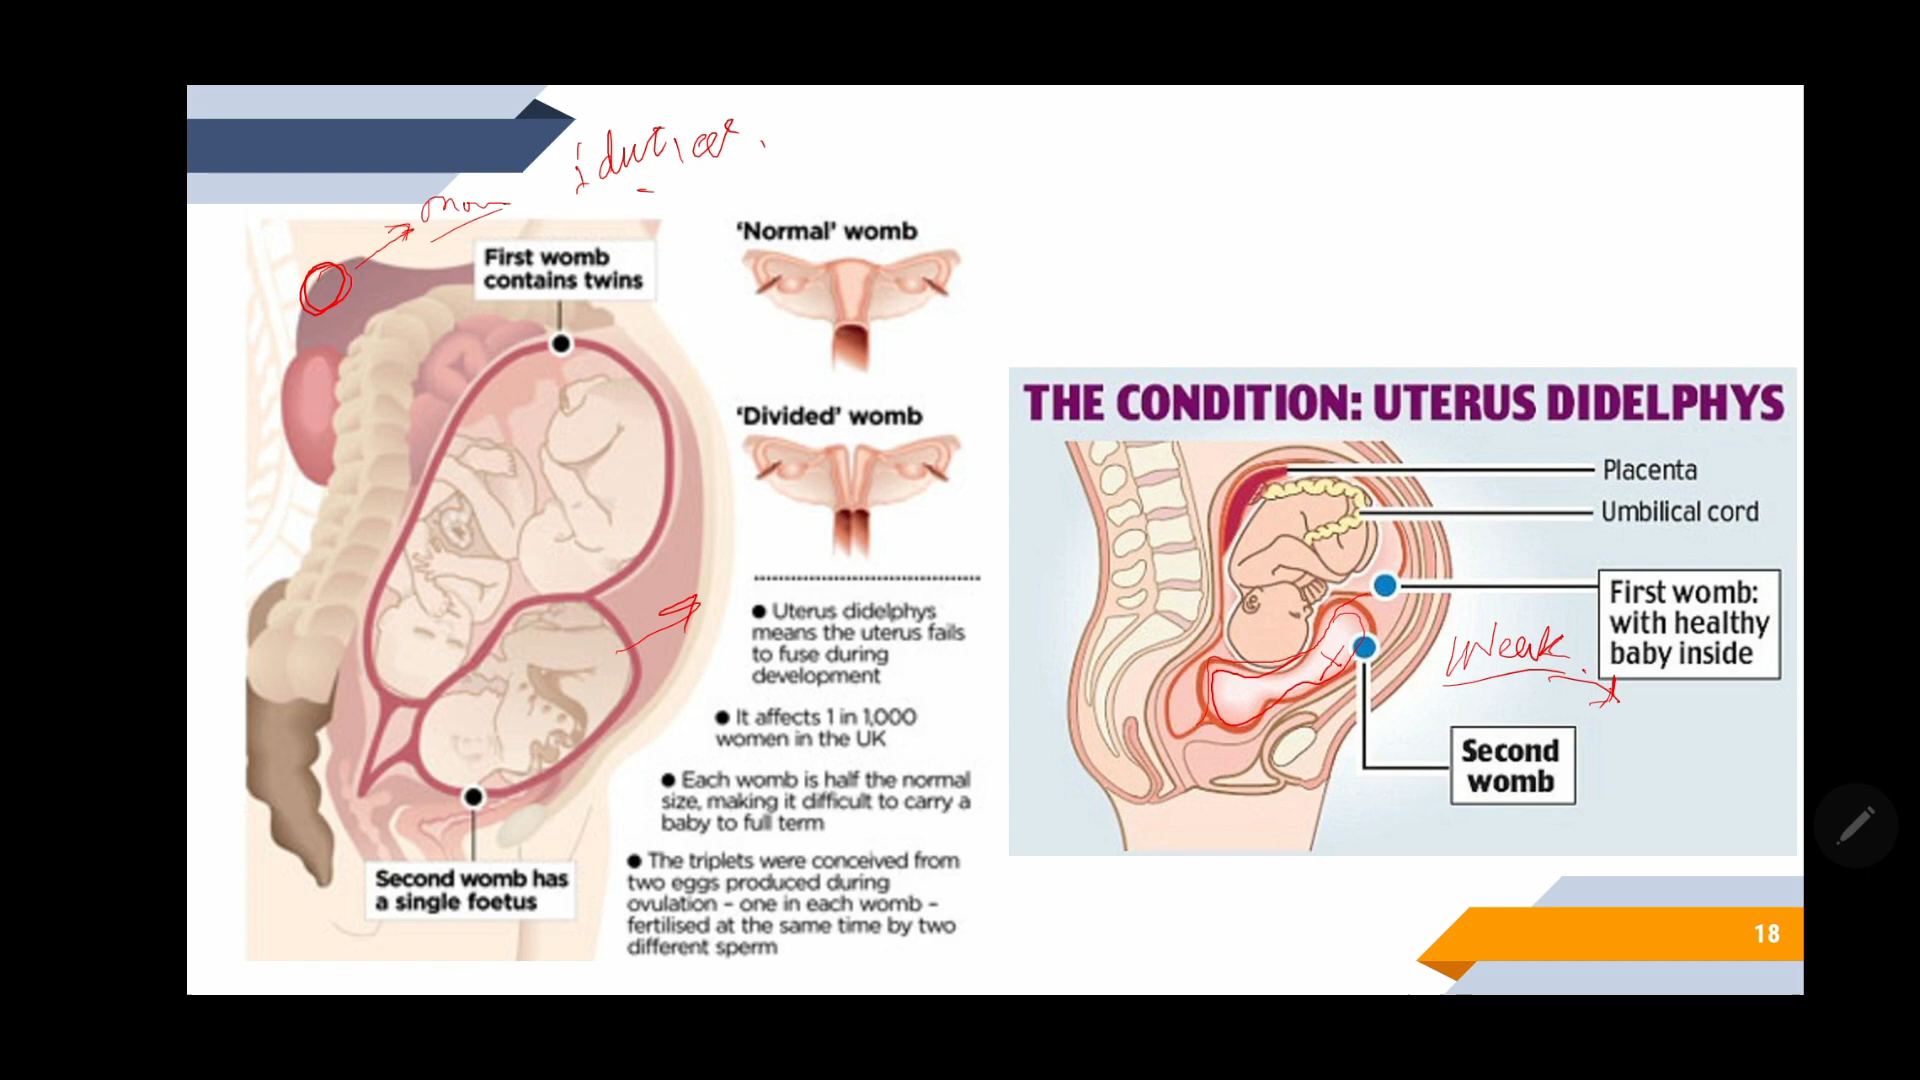 First womb
contains twins
'Normal' womb
'Divided' womb
● Uterus didelphys
means the uterus fails
to fuse during
development
● It affects 1 in 1,000
women in the UK
● Each womb is half the normal
size, making it difficult to carry a
baby to full term
● The triplets were conceived from
two eggs produced during
ovulation – one in each womb –
fertilised at the same time by two
different sperm
Second womb has
a single foetus
THE CONDITION: UTERUS DIDELPHYS
Placenta
Umbilical cord
First womb:
with healthy
baby inside
Weak
Second
womb
18